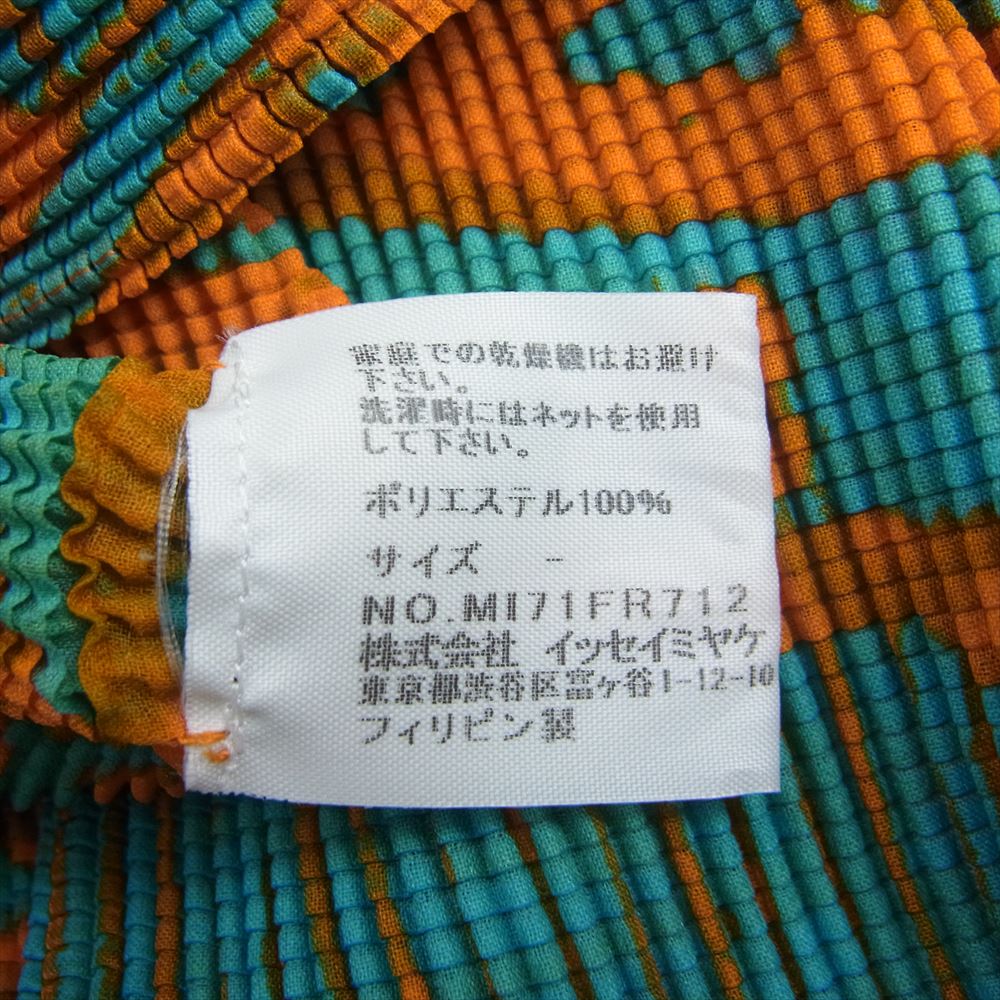 家庭での乾燥機はお避け
下さい。
洗濯時にはネットを使用
して下さい。
ポリエステル100%
サイズ -
NO.MI71FR712
株式会社 イッセイミヤケ
東京都渋谷区富ヶ谷1-12-10
フィリピン製